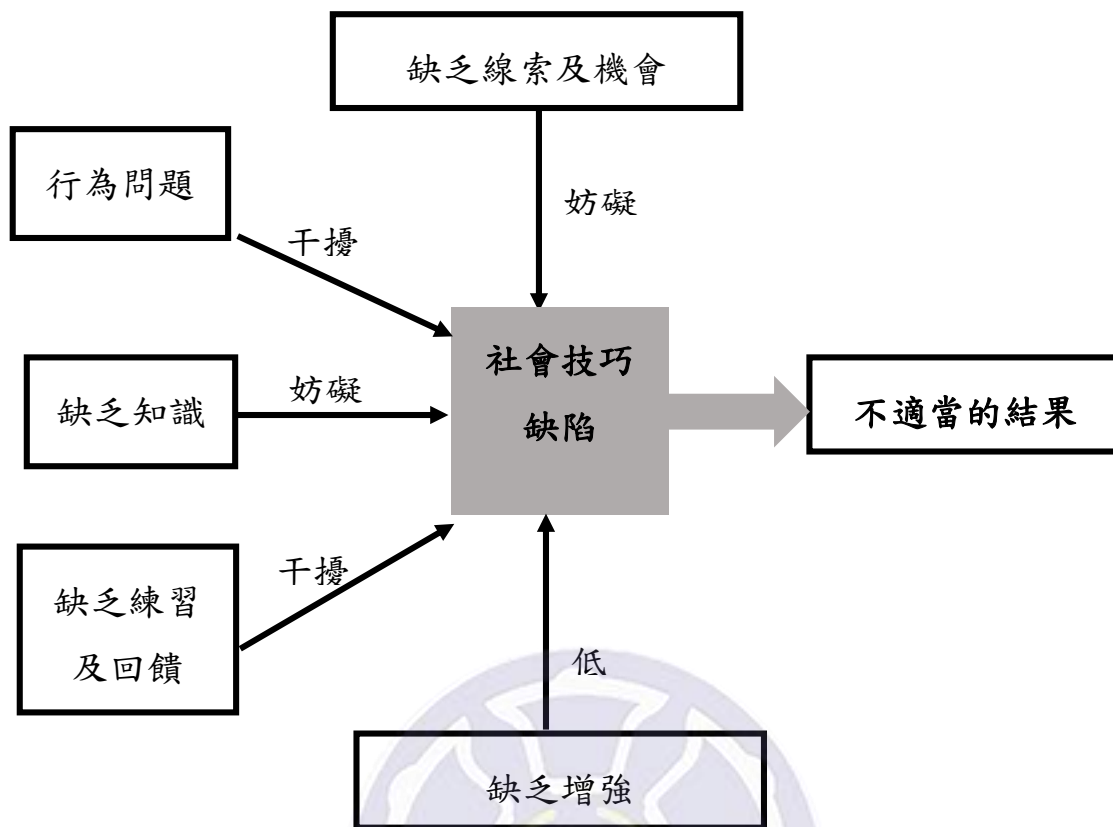 缺乏線索及機會
行為問題
妨礙
干擾
社會技巧
缺陷
缺乏知識
妨礙
不適當的結果
缺乏練習
及回饋
干擾
低
缺乏增強